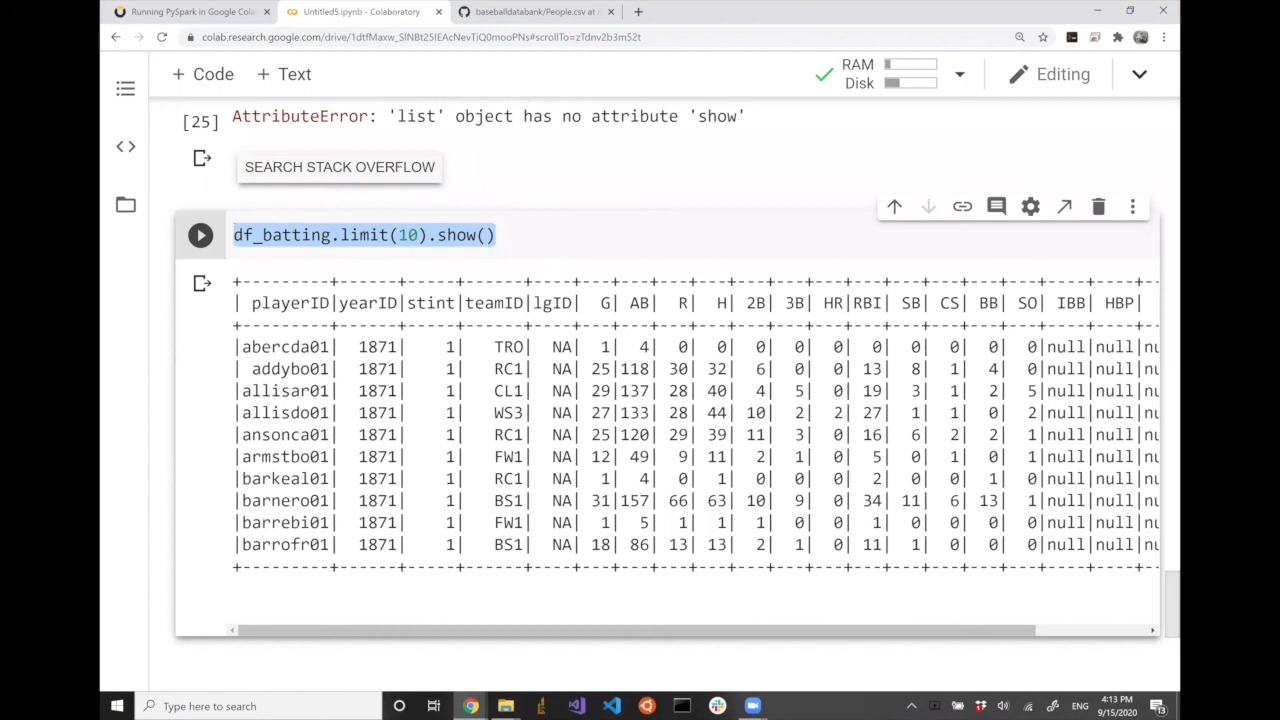 Running PySpark in Google Cola
Untitled5.ipynb - Colaboratory
baseballdatabank/People.csv at
colab.research.google.com/drive/1dtfMaxw_SlNBt25IEAcNevTiQ0mooPNs#scrollTo=zTdnv2b3m52t
+ Code + Text
RAM
Disk
Editing
[25] AttributeError: 'list' object has no attribute 'show'
SEARCH STACK OVERFLOW
df_batting.limit(10).show()
+---------+------+-----+------+----+---+---+---+---+---+---+---+---+---+---+---+---+----+----+--
| playerID|yearID|stint|teamID|lgID|  G| AB|  R|  H| 2B| 3B| HR|RBI| SB| CS| BB| SO| IBB| HBP|
+---------+------+-----+------+----+---+---+---+---+---+---+---+---+---+---+---+---+----+----+--
|abercda01|  1871|    1|   TRO|  NA|  1|  4|  0|  0|  0|  0|  0|  0|  0|  0|  0|  0|null|null|nu
| addybo01|  1871|    1|   RC1|  NA| 25|118| 30| 32|  6|  0|  0| 13|  8|  1|  4|  0|null|null|nu
|allisar01|  1871|    1|   CL1|  NA| 29|137| 28| 40|  4|  5|  0| 19|  3|  1|  2|  5|null|null|nu
|allisdo01|  1871|    1|   WS3|  NA| 27|133| 28| 44| 10|  2|  2| 27|  1|  1|  0|  2|null|null|nu
|ansonca01|  1871|    1|   RC1|  NA| 25|120| 29| 39| 11|  3|  0| 16|  6|  2|  2|  1|null|null|nu
|armstbo01|  1871|    1|   FW1|  NA| 12| 49|  9| 11|  2|  1|  0|  5|  0|  1|  0|  1|null|null|nu
|barkeal01|  1871|    1|   RC1|  NA|  1|  4|  0|  1|  0|  0|  0|  2|  0|  0|  1|  0|null|null|nu
|barnero01|  1871|    1|   BS1|  NA| 31|157| 66| 63| 10|  9|  0| 34| 11|  6| 13|  1|null|null|nu
|barrebi01|  1871|    1|   FW1|  NA|  1|  5|  1|  1|  1|  0|  0|  1|  0|  0|  0|  0|null|null|nu
|barrofr01|  1871|    1|   BS1|  NA| 18| 86| 13| 13|  2|  1|  0| 11|  1|  0|  0|  0|null|null|nu
+---------+------+-----+------+----+---+---+---+---+---+---+---+---+---+---+---+---+----+----+--
Type here to search
ENG
4:13 PM
9/15/2020
13